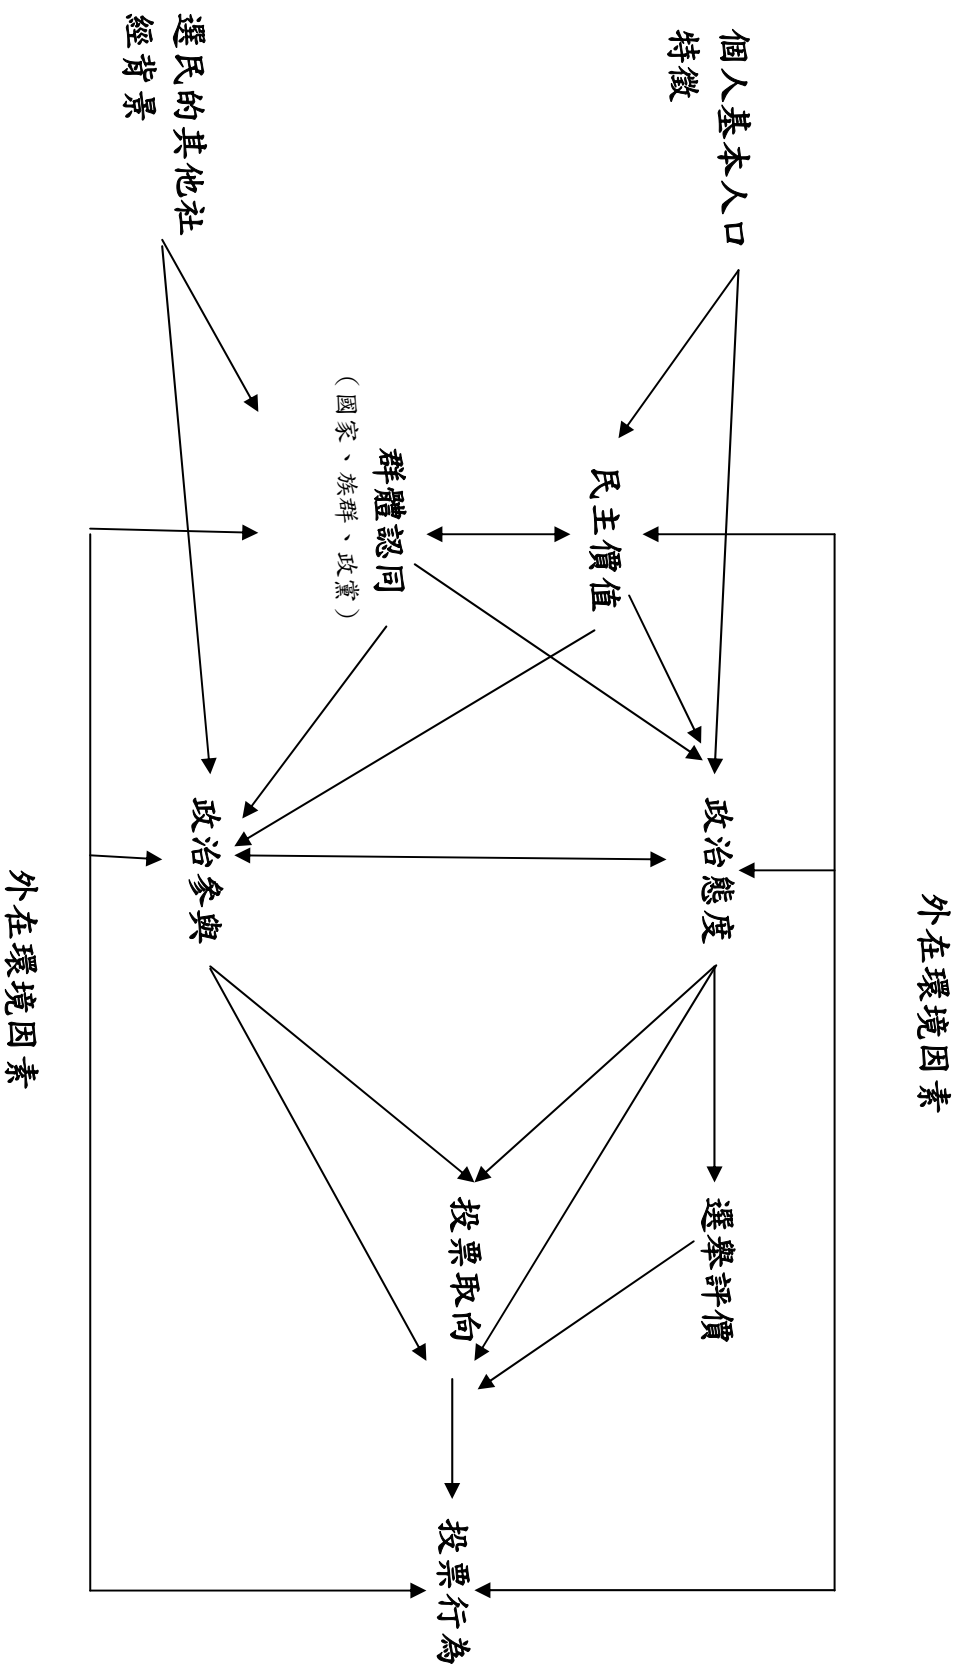 外在環境因素
個人基本人口
特徵
民主價值
政治態度
選舉評價
群體認同
（國家、族群、政黨）
投票取向
投票行為
選民的其他社
經背景
政治參與
外在環境因素